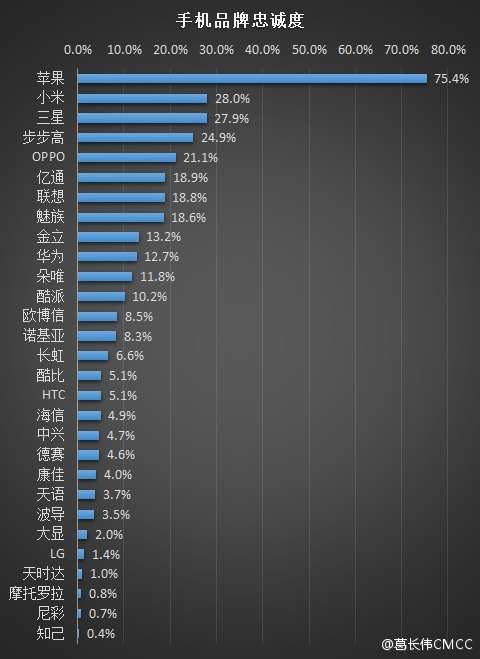 手机品牌忠诚度
0.0% 10.0% 20.0% 30.0% 40.0% 50.0% 60.0% 70.0% 80.0%
苹果 75.4%
小米 28.0%
三星 27.9%
步步高 24.9%
OPPO 21.1%
亿通 18.9%
联想 18.8%
魅族 18.6%
金立 13.2%
华为 12.7%
朵唯 11.8%
酷派 10.2%
欧博信 8.5%
诺基亚 8.3%
长虹 6.6%
酷比 5.1%
HTC 5.1%
海信 4.9%
中兴 4.7%
德赛 4.6%
康佳 4.0%
天语 3.7%
波导 3.5%
大显 2.0%
LG 1.4%
天时达 1.0%
摩托罗拉 0.8%
尼彩 0.7%
知己 0.4%
@葛长伟CMCC